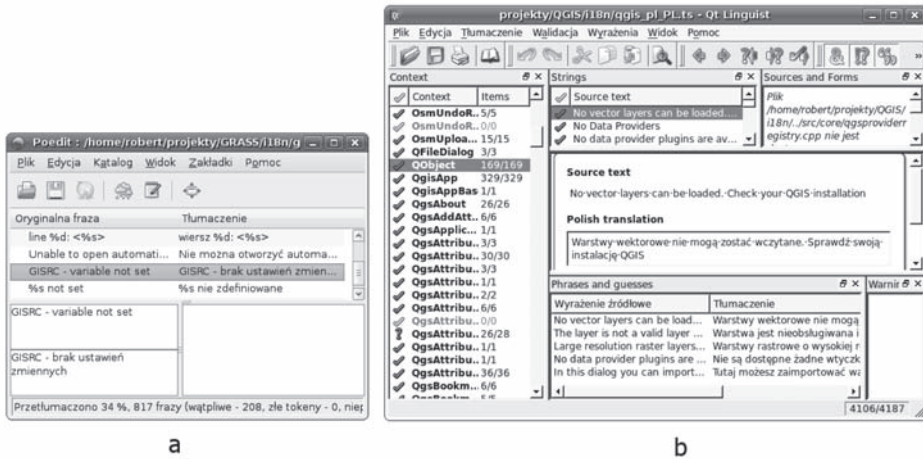 Poedit : /home/robert/projekty/GRASS/i18n/g
Plik Edycja Katalog Widok Zakładki Pomoc
Oryginalna fraza Tłumaczenie
line %d: <%s> wiersz %d: <%s>
Unable to open automati... Nie można otworzyć automa...
GISRC - variable not set GISRC - brak ustawień zmien...
%s not set %s nie zdefiniowane
GISRC - variable not set
GISRC - brak ustawień
zmiennych
Przetłumaczono 34 %, 817 frazy (wątpliwe - 208, złe tokeny - 0, niep
a
projekty/QGIS/i18n/qgis_pl_PL.ts - Qt Linguist
Plik Edycja Tłumaczenie Walidacja Wyrażenia Widok Pomoc
Context
Context Items
OsmUndoR.. 5/5
OsmUndoR.. 0/0
OsmUploa... 15/15
QFileDialog 3/3
QObject 169/169
QgisApp 329/329
QgisAppBas 1/1
QgsAbout 26/26
QgsAddAtt.. 6/6
QgsApplic... 1/1
QgsAttribu.. 3/3
QgsAttribu.. 30/30
QgsAttribu.. 3/3
QgsAttribu.. 1/1
QgsAttribu.. 2/2
QgsAttribu.. 6/6
QgsAttribu.. 0/0
QgsAttribu.. 26/28
QgsAttribu.. 1/1
QgsAttribu.. 1/1
QgsAttribu.. 36/36
QgsBookm... 6/6
Strings
Source text
No vector layers can be loaded....
No Data Providers
No data provider plugins are av...
Sources and Forms
Plik
/home/robert/projekty/QGIS/
i18n/../src/core/qgsproviderr
egistry.cpp nie jest
Source text
No·vector·layers·can·be·loaded.·Check·your·QGIS·installation
Polish translation
Warstwy·wektorowe·nie·mogą·zostać·wczytane.·Sprawdź·swoją·
instalację·QGIS
Phrases and guesses
Wyrażenie źródłowe Tłumaczenie
No vector layers can be load... Warstwy wektorowe nie mogą
The layer is not a valid layer ... Warstwa jest nieobsługiwana i
Large resolution raster layers... Warstwy rastrowe o wysokiej r
No data provider plugins are ... Nie są dostępne żadne wtyczk
In this dialog you can import... Tutaj możesz zaimportować wa
Warnir
4106/4187
b